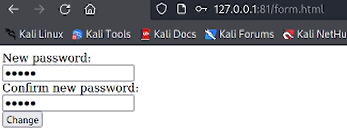 127.0.0.1:81/form.html
Kali Linux Kali Tools Kali Docs Kali Forums Kali NetHu
New password:
•••••
Confirm new password:
•••••
Change